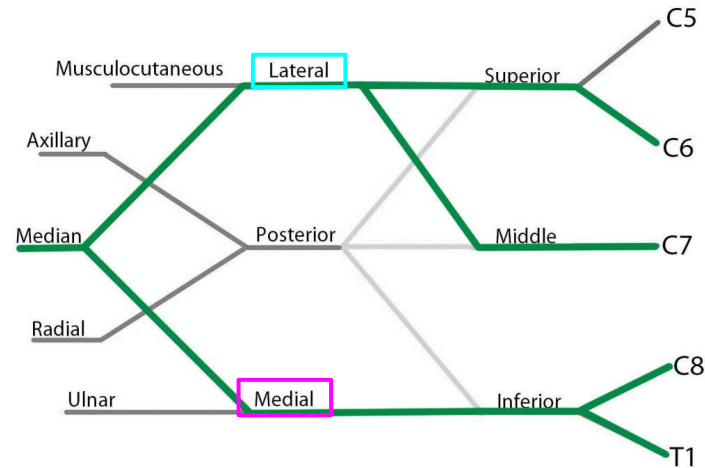 C5
Musculocutaneous
Lateral
Superior
Axillary
C6
Median
Posterior
Middle
C7
Radial
C8
Ulnar
Medial
Inferior
T1